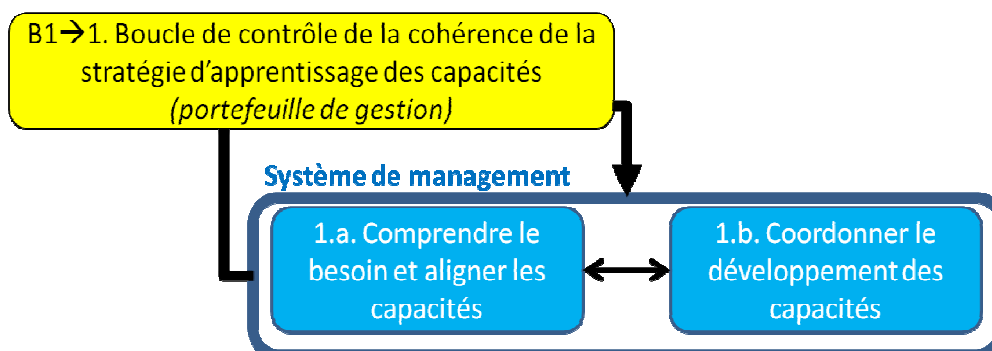 B1→1. Boucle de contrôle de la cohérence de la
stratégie d'apprentissage des capacités
(portefeuille de gestion)
Système de management
1.a. Comprendre le
besoin et aligner les
capacités
1.b. Coordonner le
développement des
capacités